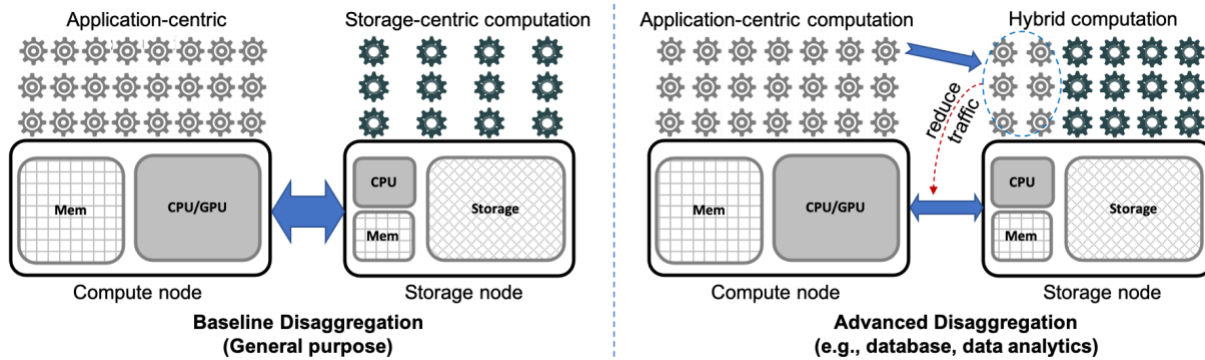 Application-centric
Storage-centric computation
Mem
CPU/GPU
CPU
Mem
Storage
Compute node
Storage node
Baseline Disaggregation
(General purpose)
Application-centric computation
Hybrid computation
reduce
traffic
Mem
CPU/GPU
CPU
Mem
Storage
Compute node
Storage node
Advanced Disaggregation
(e.g., database, data analytics)